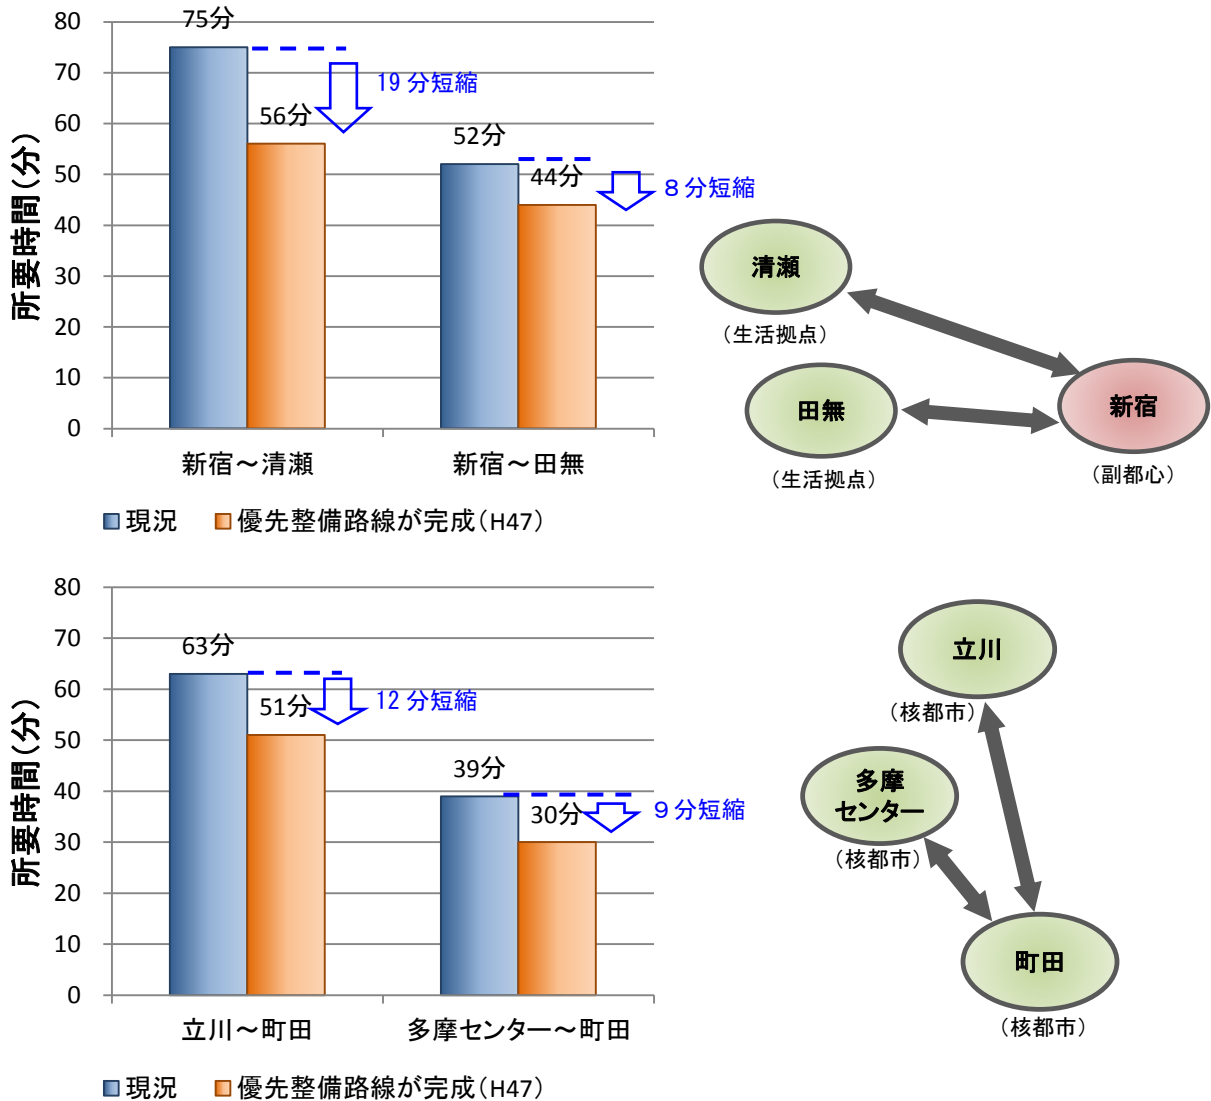 所要時間(分)
80
70
60
50
40
30
20
10
0
75分
56分
19 分短縮
52分
44分
8 分短縮
新宿～清瀬
新宿～田無
現況
優先整備路線が完成(H47)
清瀬
(生活拠点)
田無
(生活拠点)
新宿
(副都心)
所要時間(分)
80
70
60
50
40
30
20
10
0
63分
51分
12 分短縮
39分
30分
9 分短縮
立川～町田
多摩センター～町田
現況
優先整備路線が完成(H47)
立川
(核都市)
多摩
センター
(核都市)
町田
(核都市)